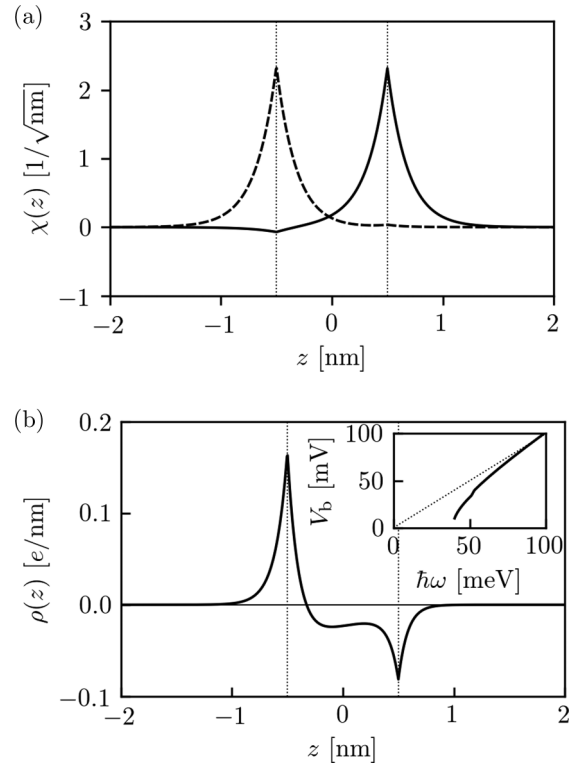 (a)
3
2
1
0
−1
χ(z) [1/√nm]
−2 −1 0 1 2
z [nm]
(b)
0.2
0.1
0.0
−0.1
ρ(z) [e/nm]
−2 −1 0 1 2
z [nm]
100
50
0
V_b [mV]
0 50 100
ħω [meV]